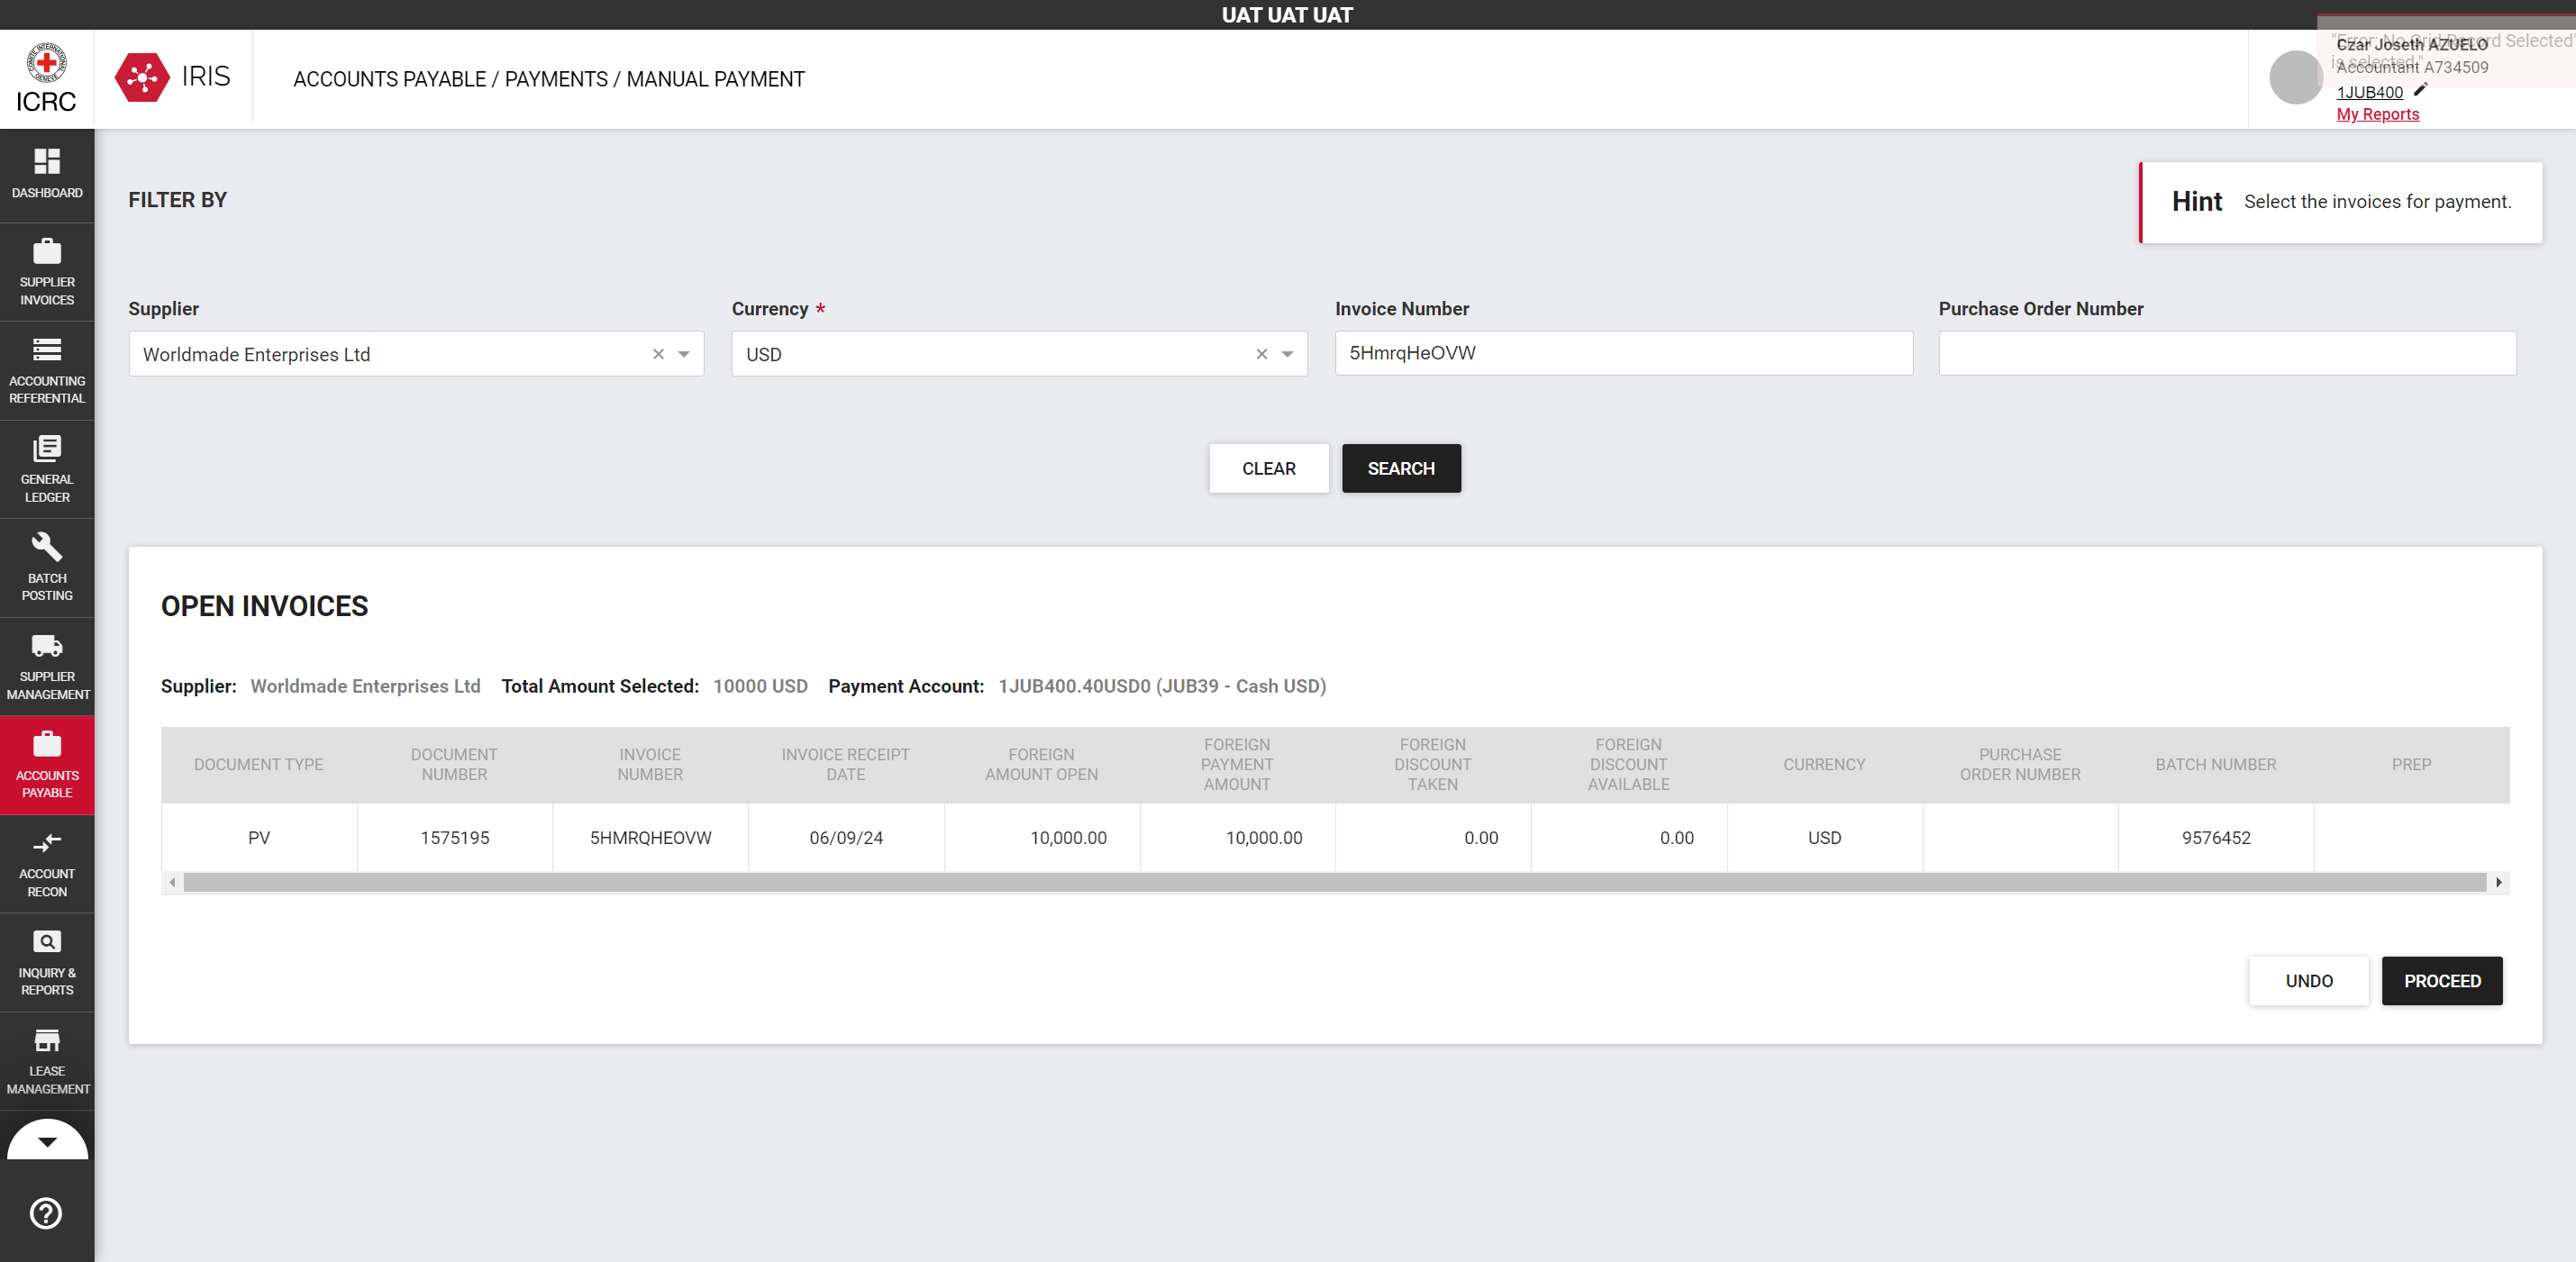 UAT UAT UAT
ICRC
IRIS
ACCOUNTS PAYABLE / PAYMENTS / MANUAL PAYMENT
"Error: No Grid Record Selected"
is selected."
Czar Joseth AZUELO
Accountant A734509
1JUB400
My Reports
DASHBOARD
SUPPLIER
INVOICES
ACCOUNTING
REFERENTIAL
GENERAL
LEDGER
BATCH
POSTING
SUPPLIER
MANAGEMENT
ACCOUNTS
PAYABLE
ACCOUNT
RECON
INQUIRY &
REPORTS
LEASE
MANAGEMENT
FILTER BY
Hint Select the invoices for payment.
Supplier Currency * Invoice Number Purchase Order Number
Worldmade Enterprises Ltd USD 5HmrqHeOVW
CLEAR SEARCH
OPEN INVOICES
Supplier: Worldmade Enterprises Ltd Total Amount Selected: 10000 USD Payment Account: 1JUB400.40USD0 (JUB39 - Cash USD)
DOCUMENT TYPE
DOCUMENT
NUMBER
INVOICE
NUMBER
INVOICE RECEIPT
DATE
FOREIGN
AMOUNT OPEN
FOREIGN
PAYMENT
AMOUNT
FOREIGN
DISCOUNT
TAKEN
FOREIGN
DISCOUNT
AVAILABLE
CURRENCY
PURCHASE
ORDER NUMBER
BATCH NUMBER
PREP
PV 1575195 5HMRQHEOVW 06/09/24 10,000.00 10,000.00 0.00 0.00 USD 9576452
UNDO PROCEED